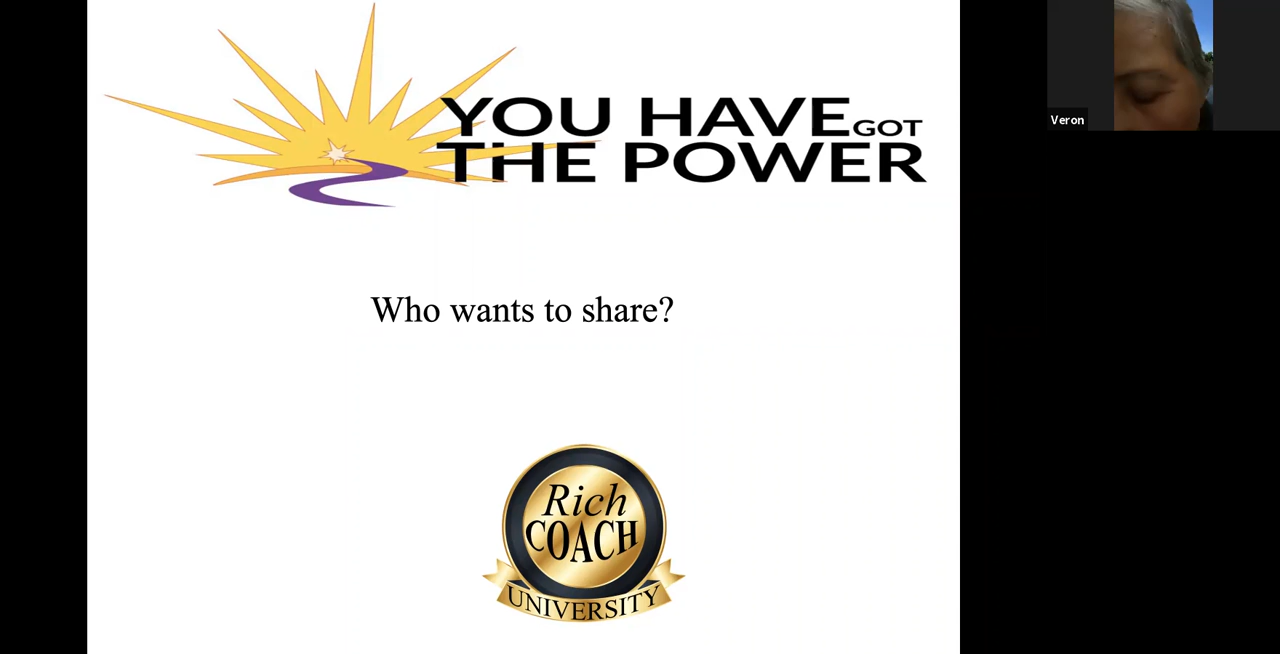 YOU HAVE GOT
THE POWER
Veron
Who wants to share?
Rich
COACH
UNIVERSITY